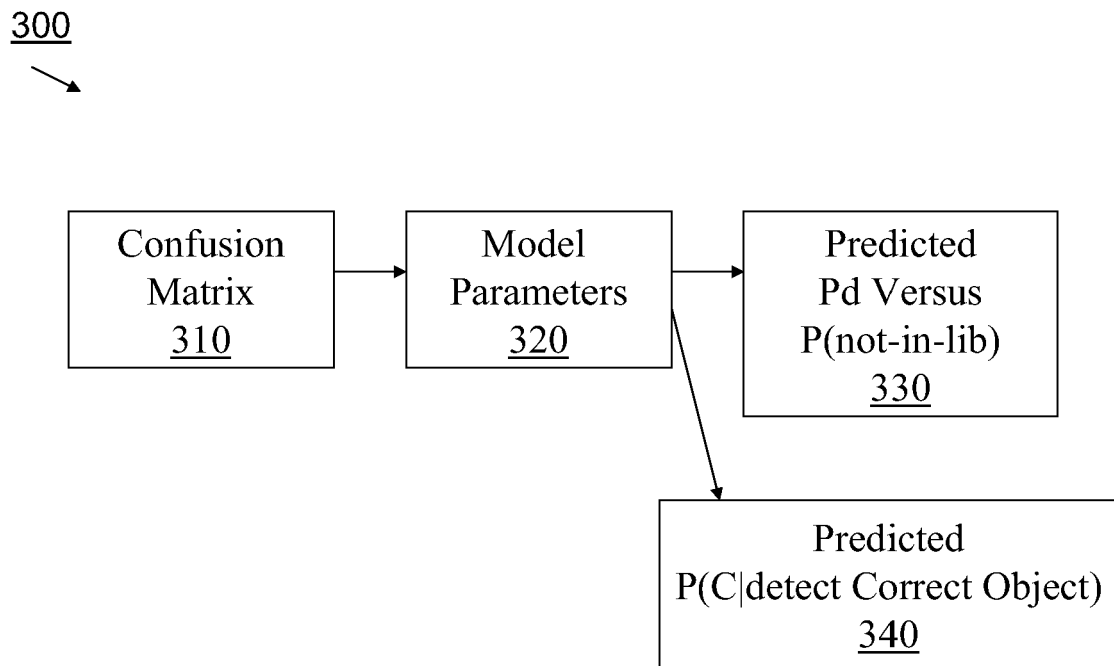 300
Confusion
Matrix
310
Model
Parameters
320
Predicted
Pd Versus
P(not-in-lib)
330
Predicted
P(C|detect Correct Object)
340